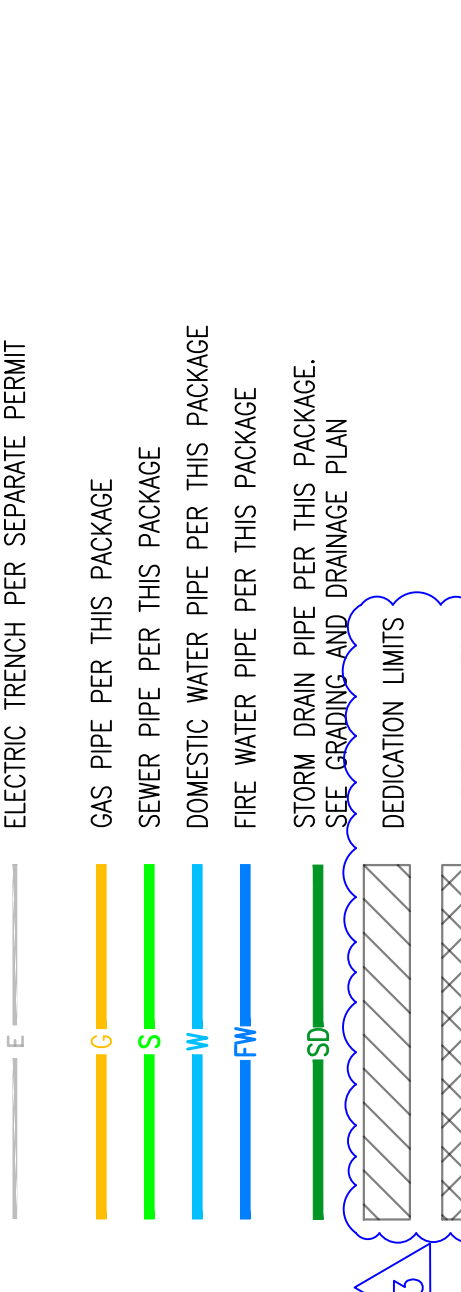 E ELECTRIC TRENCH PER SEPARATE PERMIT
G GAS PIPE PER THIS PACKAGE
S SEWER PIPE PER THIS PACKAGE
W DOMESTIC WATER PIPE PER THIS PACKAGE
FW FIRE WATER PIPE PER THIS PACKAGE
SD STORM DRAIN PIPE PER THIS PACKAGE.
SEE GRADING AND DRAINAGE PLAN
DEDICATION LIMITS
3